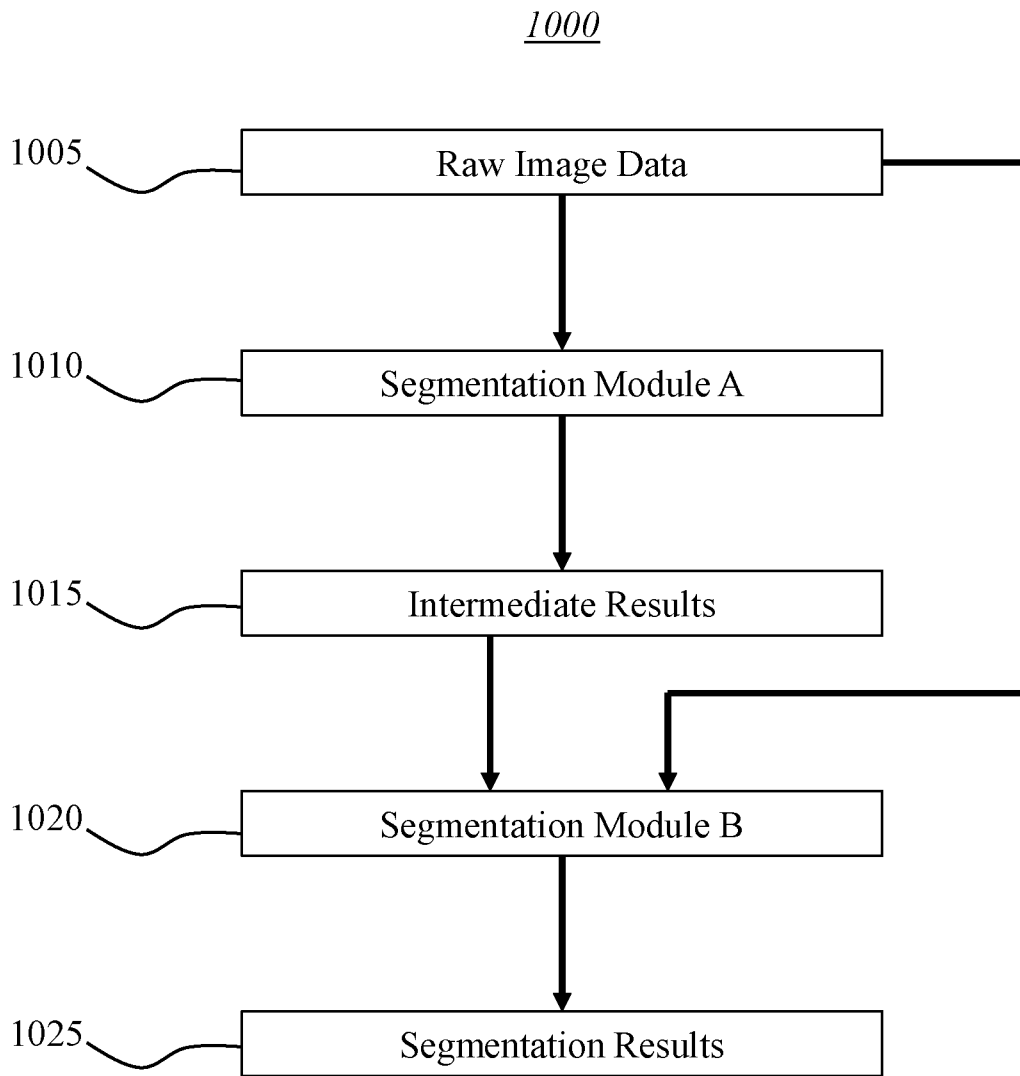 1000
1005
Raw Image Data
1010
Segmentation Module A
1015
Intermediate Results
1020
Segmentation Module B
1025
Segmentation Results